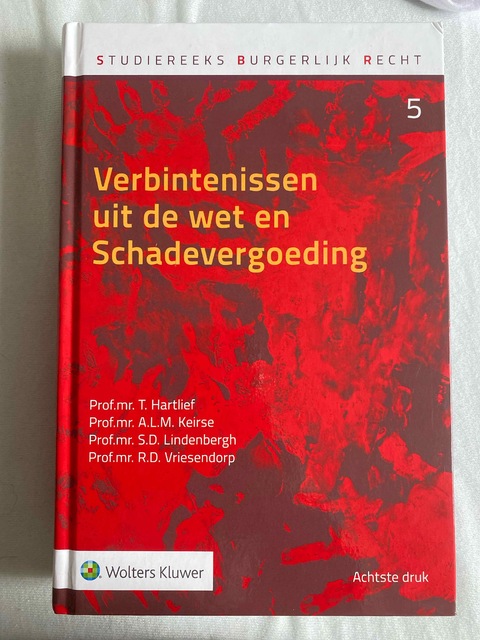 STUDIEREEKS BURGERLIJK RECHT
5
Verbintenissen
uit de wet en
Schadevergoeding
Prof.mr. T. Hartlief
Prof.mr. A.L.M. Keirse
Prof.mr. S.D. Lindenbergh
Prof.mr. R.D. Vriesendorp
Wolters Kluwer
Achtste druk